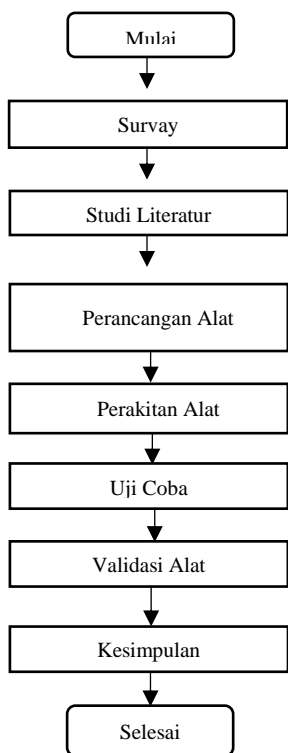 Mulai
Survay
Studi Literatur
Perancangan Alat
Perakitan Alat
Uji Coba
Validasi Alat
Kesimpulan
Selesai